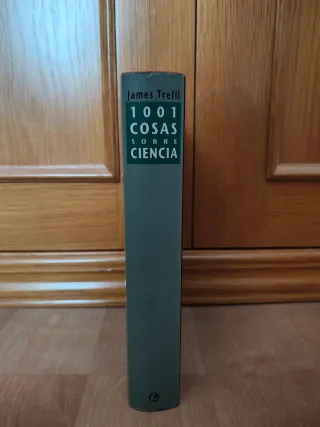 James Trefil
1001
COSAS
SOBRE
CIENCIA